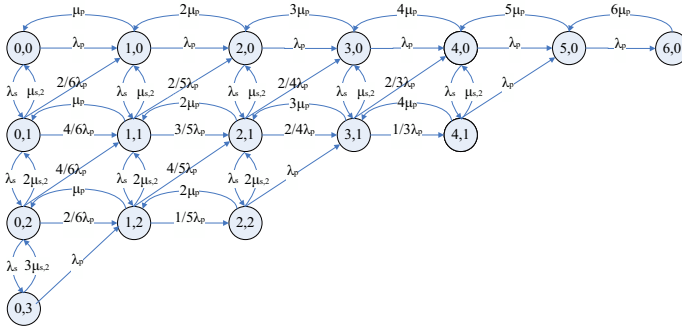 μp 2μp 3μp 4μp 5μp 6μp
0,0 λp 1,0 λp 2,0 λp 3,0 λp 4,0 λp 5,0 λp 6,0
λs μs,2 2/6λp λs μs,2 2/5λp λs μs,2 2/4λp λs μs,2 2/3λp λs μs,2 λp
μp 2μp 3μp 4μp
0,1 4/6λp 1,1 3/5λp 2,1 2/4λp 3,1 1/3λp 4,1
λs 2μs,2 4/6λp λs 2μs,2 4/5λp λs 2μs,2 λp
μp 2μp
0,2 2/6λp 1,2 1/5λp 2,2
λs 3μs,2 λp
0,3